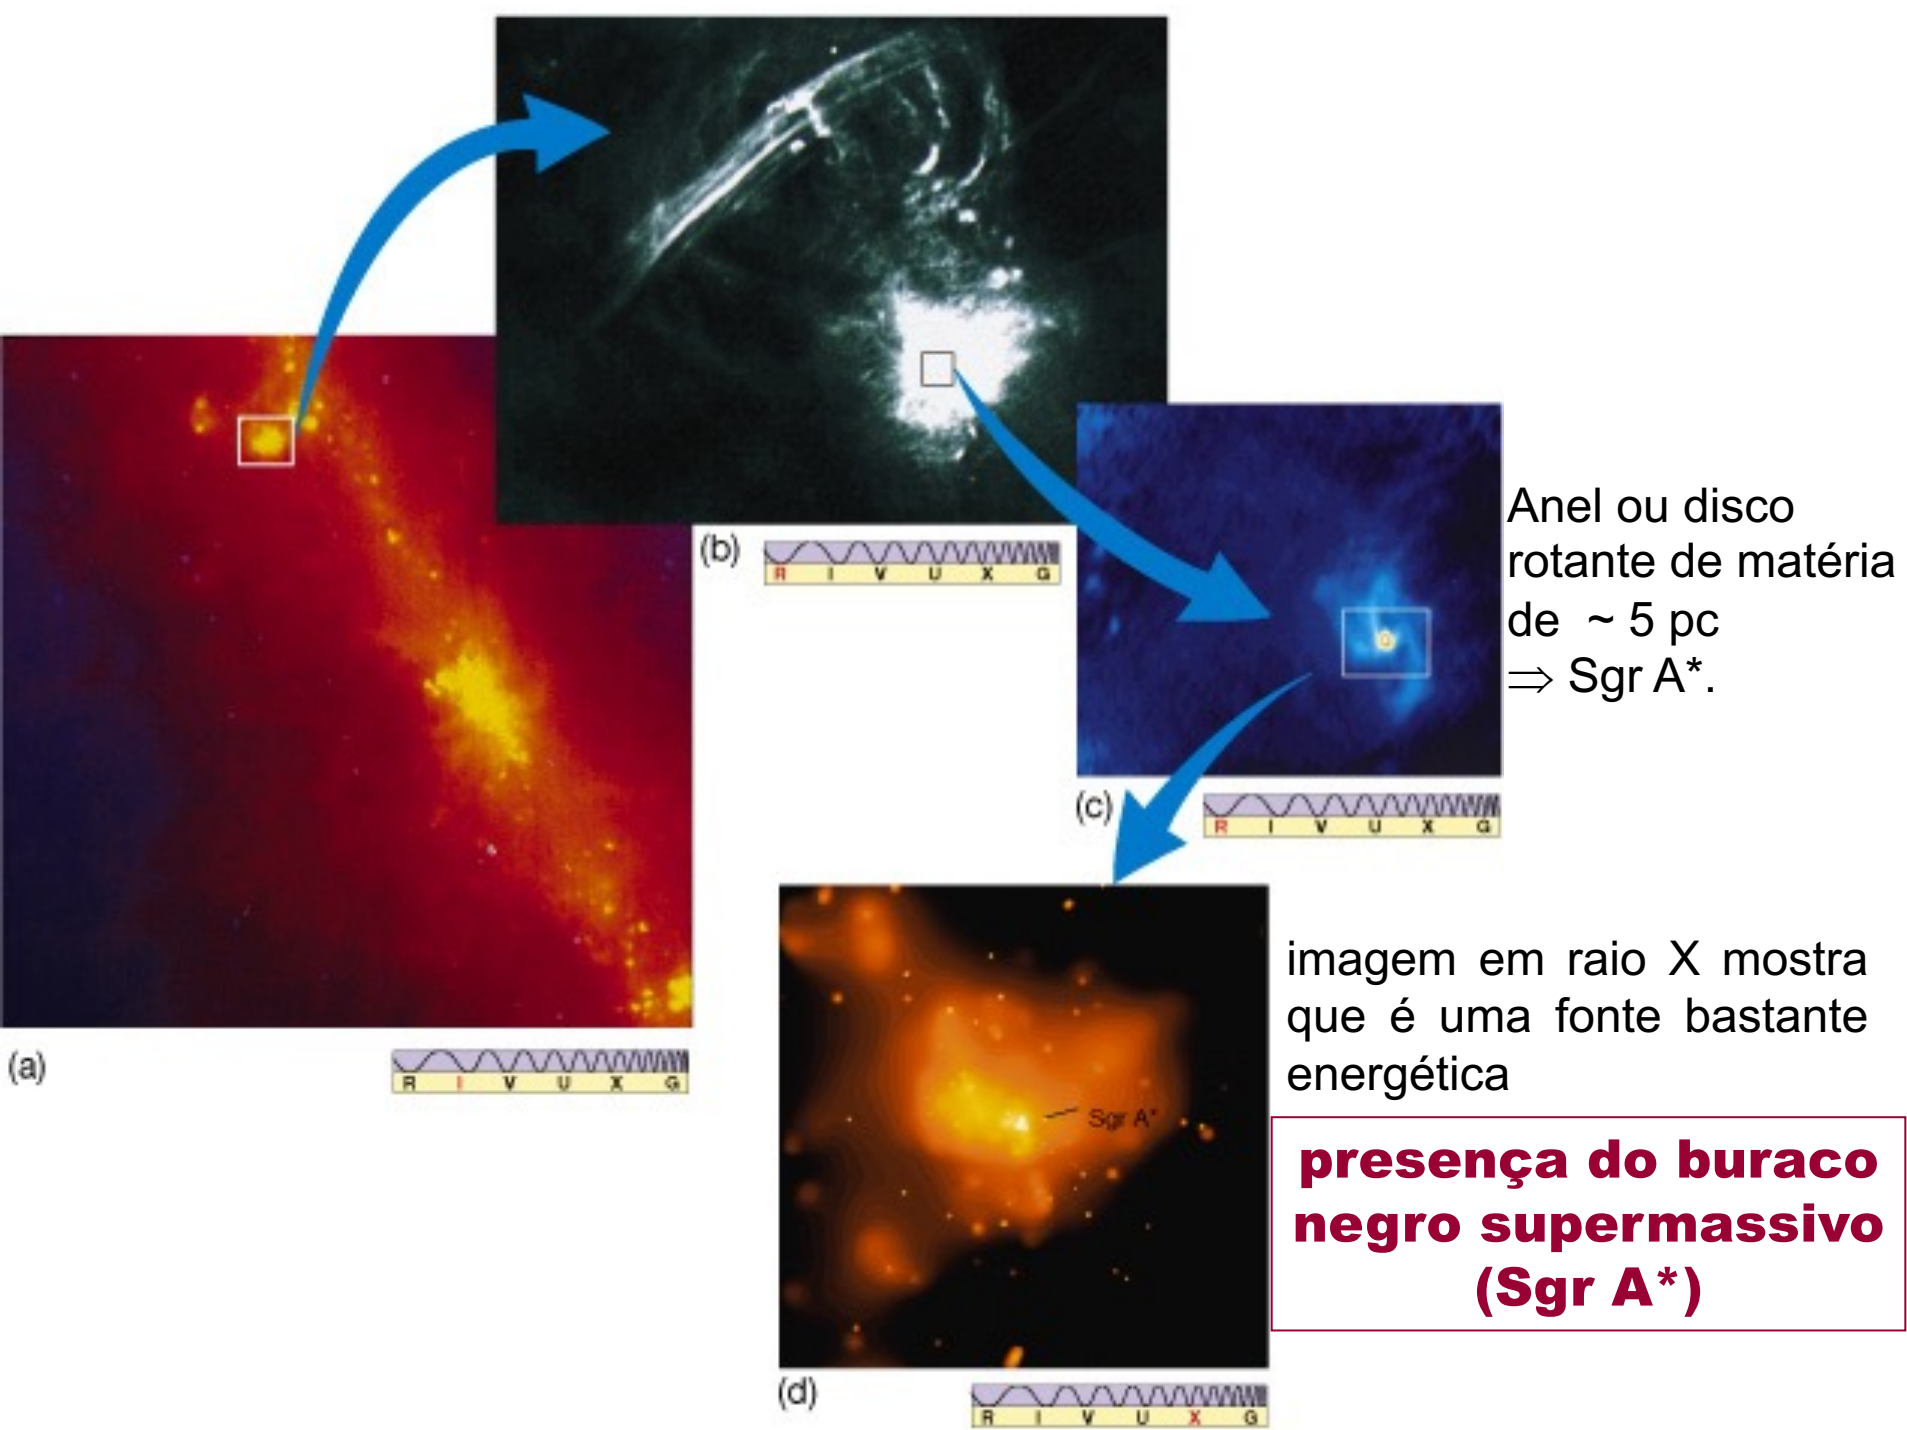 (b)
R I V U X G
Anel ou disco
rotante de matéria
de ~ 5 pc
⇒ Sgr A*.
(c)
R I V U X G
(a)
R I V U X G
imagem em raio X mostra
que é uma fonte bastante
energética
Sgr A*
presença do buraco
negro supermassivo
(Sgr A*)
(d)
R I V U X G